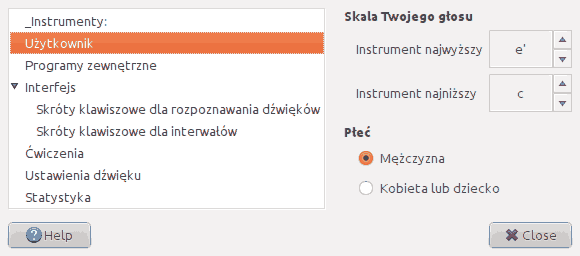 _Instrumenty:
Użytkownik
Programy zewnętrzne
Interfejs
Skróty klawiszowe dla rozpoznawania dźwięków
Skróty klawiszowe dla interwałów
Ćwiczenia
Ustawienia dźwięku
Statystyka
Skala Twojego głosu
Instrument najwyższy e'
Instrument najniższy c
Płeć
Mężczyzna
Kobieta lub dziecko
Help
Close